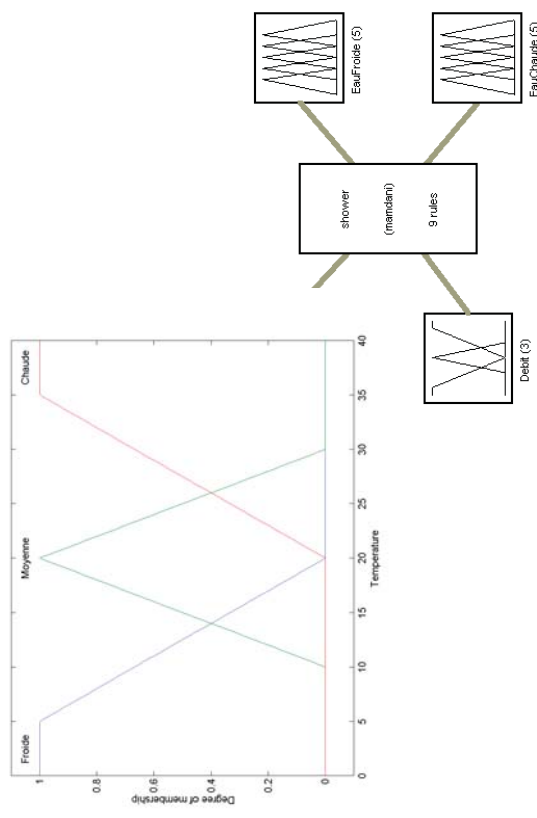 Froide
Moyenne
Chaude
1
0.8
0.6
0.4
0.2
0
Degree of membership
0
5
10
15
20
25
30
35
40
Temperature
Debit (3)
shower
(mamdani)
9 rules
EauFroide (5)
EauChaude (5)